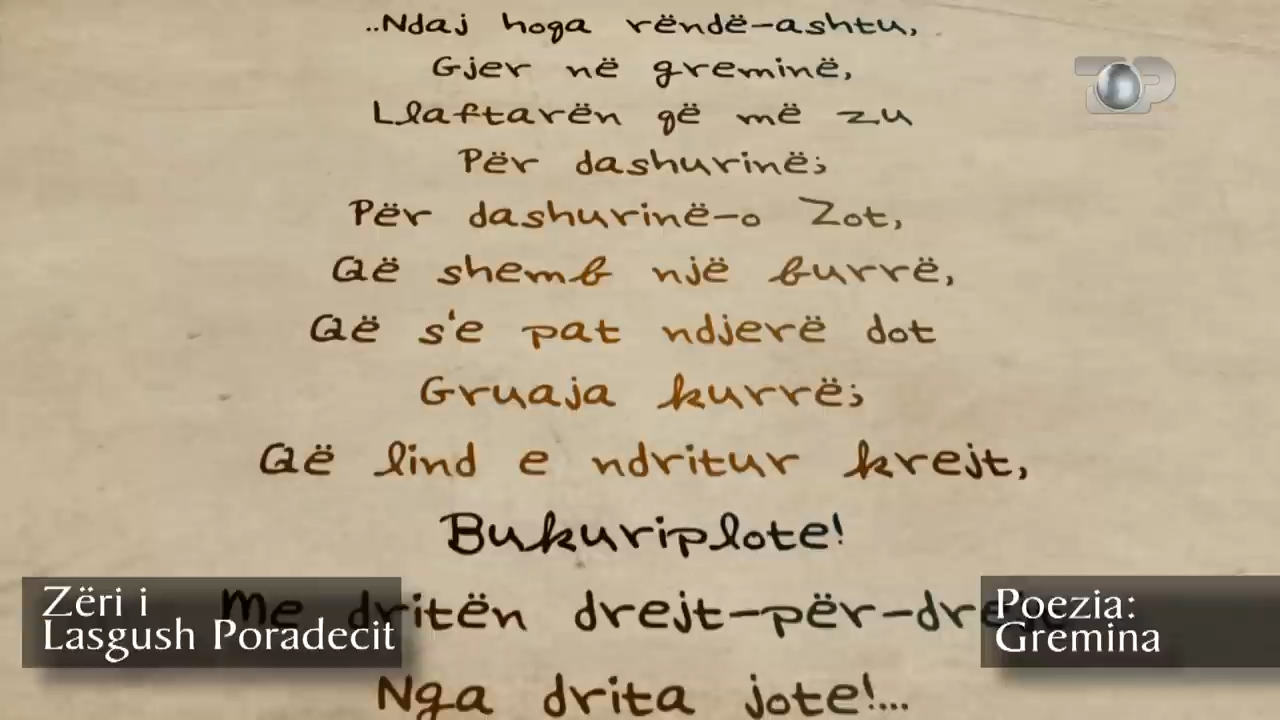 ..Ndaj hoqa rëndë-ashtu,
Gjer në greminë,
Llaftarën që më zu
Për dashurinë;
Për dashurinë-o Zot,
Që shemb një burrë,
Që s'e pat ndjerë dot
Gruaja kurrë;
Që lind e ndritur krejt,
Bukuriplote!
Me dritën drejt-për-dre
Nga drita jote!...
Zëri i
Lasgush Poradecit
Poezia:
Gremina
TOP